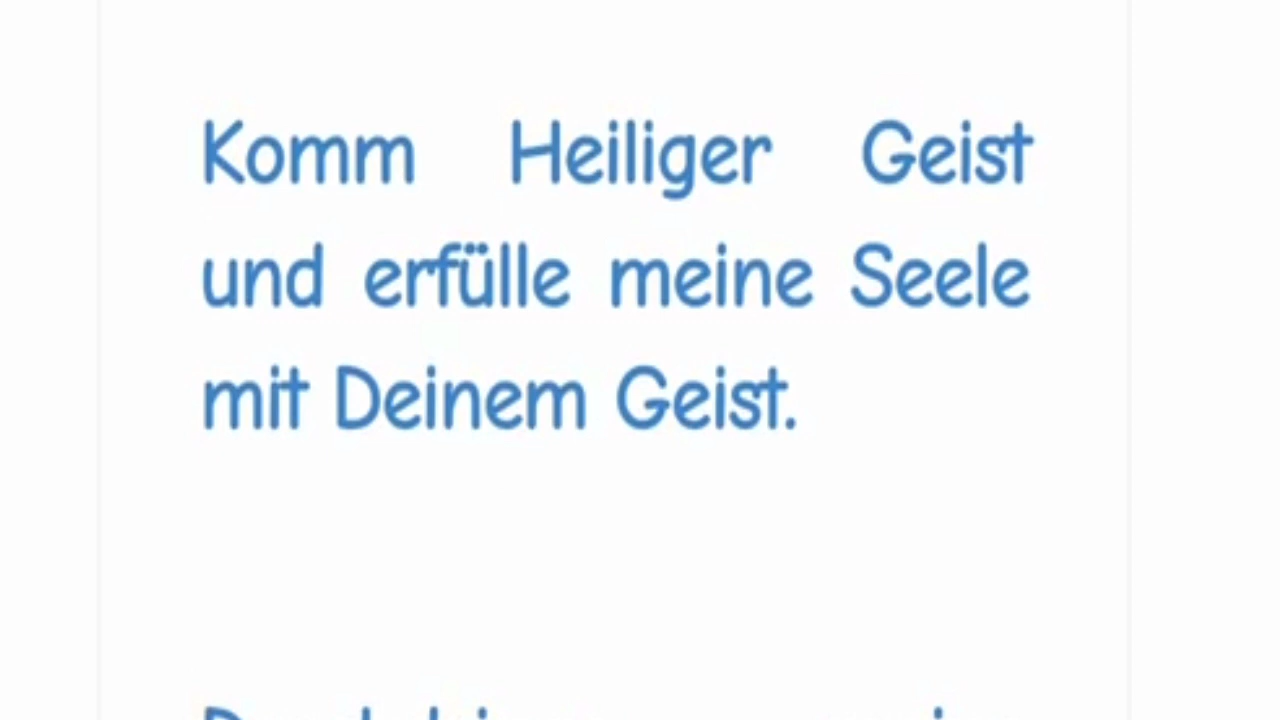 Komm Heiliger Geist
und erfülle meine Seele
mit Deinem Geist.